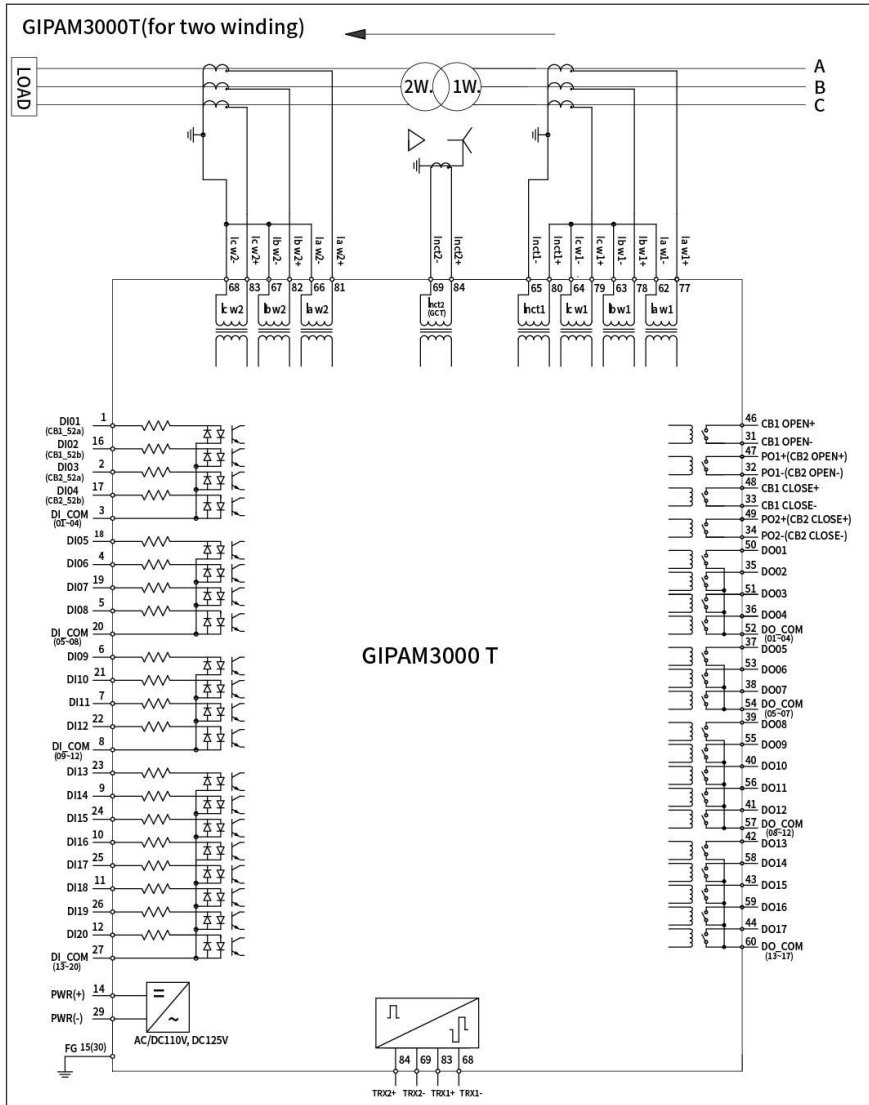 GIPAM3000T(for two winding)
LOAD
A
B
C
2W.
1W.
Ic w2-
Ic w2+
Ib w2-
Ib w2+
Ia w2-
Ia w2+
Inct2-
Inct2+
Inct1-
Inct1+
Ic w1-
Ic w1+
Ib w1-
Ib w1+
Ia w1-
Ia w1+
68 83 67 82 66 81
69 84
65 80 64 79 63 78 62 77
Ic w2
Ib w2
Ia w2
Inct2
(GCT)
Inct1
Ic w1
Ib w1
Ia w1
DI01 1
(CB1_52a)
DI02 16
(CB1_52b)
DI03 2
(CB2_52a)
DI04 17
(CB2_52b)
DI_COM 3
(01~04)
DI05 18
DI06 4
DI07 19
DI08 5
DI_COM 20
(05~08)
DI09 6
DI10 21
DI11 7
DI12 22
DI_COM 8
(09~12)
DI13 23
DI14 9
DI15 24
DI16 10
DI17 25
DI18 11
DI19 26
DI20 12
DI_COM 27
(13~20)
PWR(+) 14
PWR(-) 29
AC/DC110V, DC125V
FG 15(30)
GIPAM3000 T
46 CB1 OPEN+
31 CB1 OPEN-
47 PO1+(CB2 OPEN+)
32 PO1-(CB2 OPEN-)
48 CB1 CLOSE+
33 CB1 CLOSE-
49 PO2+(CB2 CLOSE+)
34 PO2-(CB2 CLOSE-)
50 DO01
35 DO02
51 DO03
36 DO04
52 DO_COM
(01~04)
37 DO05
53 DO06
38 DO07
54 DO_COM
(05~07)
39 DO08
55 DO09
40 DO10
56 DO11
41 DO12
57 DO_COM
(08~12)
42 DO13
58 DO14
43 DO15
59 DO16
44 DO17
60 DO_COM
(13~17)
84 69 83 68
TRX2+ TRX2- TRX1+ TRX1-